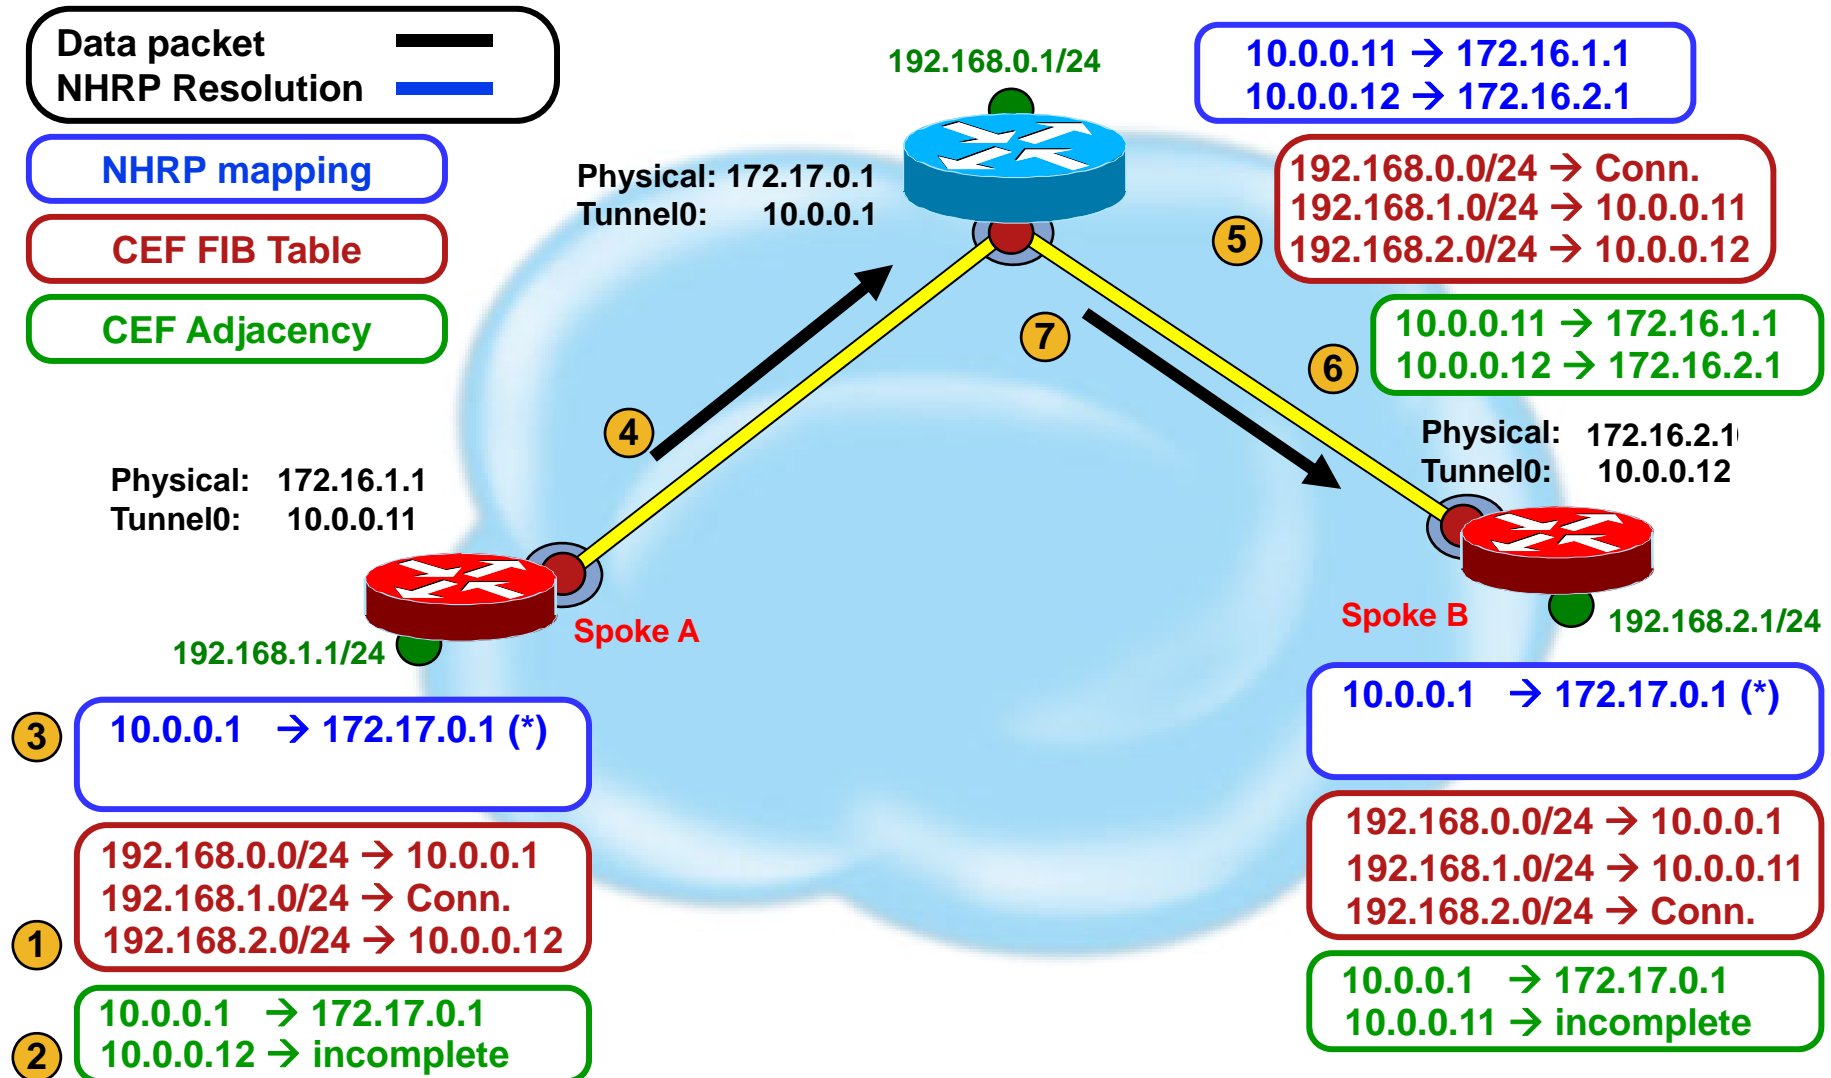 Data packet
NHRP Resolution
NHRP mapping
CEF FIB Table
CEF Adjacency
192.168.0.1/24
Physical: 172.17.0.1
Tunnel0: 10.0.0.1
10.0.0.11 → 172.16.1.1
10.0.0.12 → 172.16.2.1
192.168.0.0/24 → Conn.
192.168.1.0/24 → 10.0.0.11
192.168.2.0/24 → 10.0.0.12
5
10.0.0.11 → 172.16.1.1
10.0.0.12 → 172.16.2.1
6
7
4
Physical: 172.16.1.1
Tunnel0: 10.0.0.11
Physical: 172.16.2.1
Tunnel0: 10.0.0.12
Spoke A
192.168.1.1/24
Spoke B
192.168.2.1/24
3
10.0.0.1 → 172.17.0.1 (*)
192.168.0.0/24 → 10.0.0.1
192.168.1.0/24 → Conn.
192.168.2.0/24 → 10.0.0.12
1
10.0.0.1 → 172.17.0.1
10.0.0.12 → incomplete
2
10.0.0.1 → 172.17.0.1 (*)
192.168.0.0/24 → 10.0.0.1
192.168.1.0/24 → 10.0.0.11
192.168.2.0/24 → Conn.
10.0.0.1 → 172.17.0.1
10.0.0.11 → incomplete